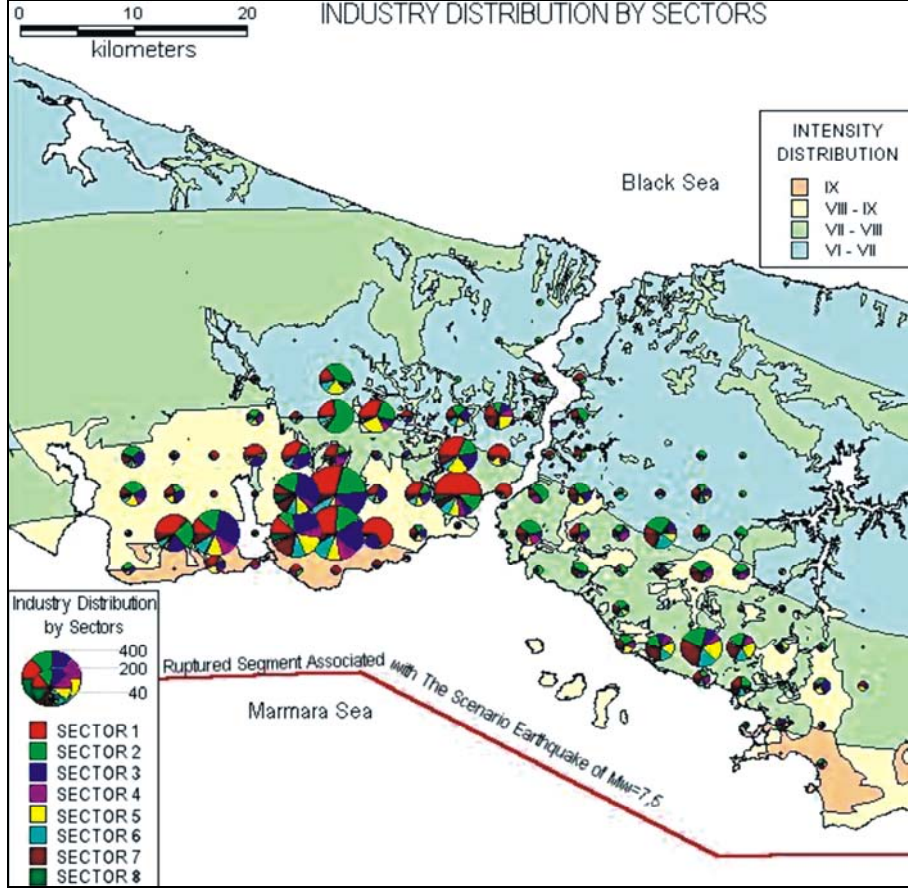 0 10 20
kilometers
INDUSTRY DISTRIBUTION BY SECTORS
INTENSITY
DISTRIBUTION
IX
VIII - IX
VII - VIII
VI - VII
Black Sea
Industry Distribution
by Sectors
400
200
40
SECTOR 1
SECTOR 2
SECTOR 3
SECTOR 4
SECTOR 5
SECTOR 6
SECTOR 7
SECTOR 8
Ruptured Segment Associated with The Scenario Earthquake of Mw=7,5
Marmara Sea